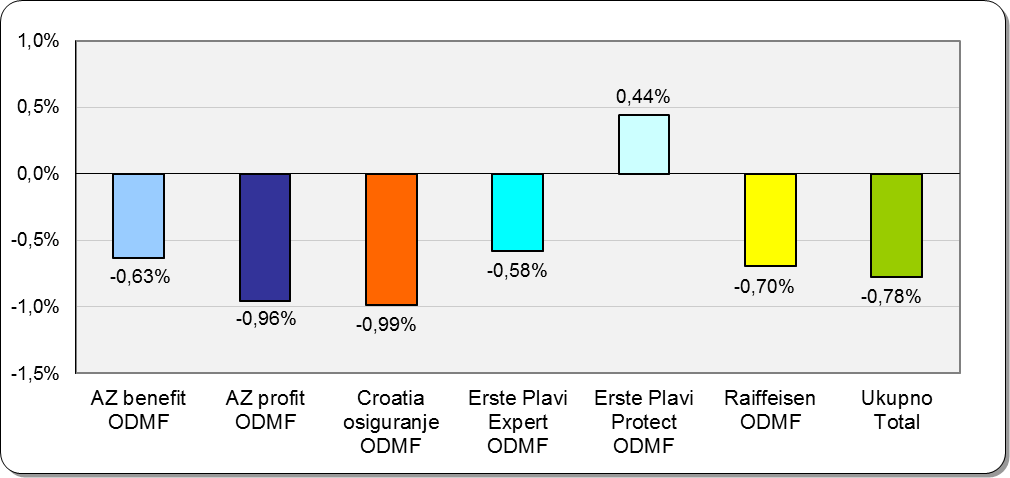 1,0%
0,5%
0,0%
-0,5%
-1,0%
-1,5%
0,44%
-0,63%
-0,96%
-0,99%
-0,58%
-0,70%
-0,78%
AZ benefit
ODMF
AZ profit
ODMF
Croatia
osiguranje
ODMF
Erste Plavi
Expert
ODMF
Erste Plavi
Protect
ODMF
Raiffeisen
ODMF
Ukupno
Total